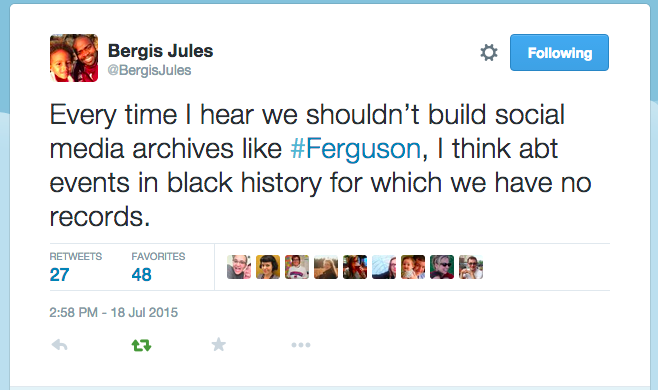 Bergis Jules
@BergisJules
Following
Every time I hear we shouldn’t build social
media archives like #Ferguson, I think abt
events in black history for which we have no
records.
RETWEETS
27
FAVORITES
48
2:58 PM - 18 Jul 2015